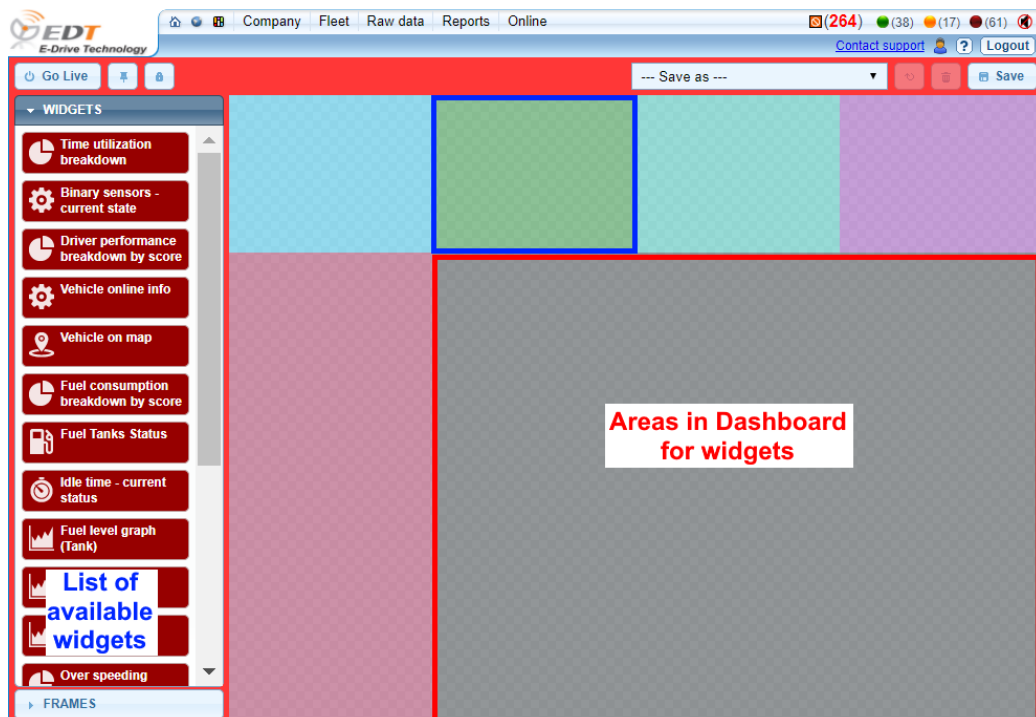 EDT
E-Drive Technology
Company Fleet Raw data Reports Online
(264) (38) (17) (61)
Contact support ? Logout
Go Live
--- Save as ---
Save
WIDGETS
Time utilization
breakdown
Binary sensors -
current state
Driver performance
breakdown by score
Vehicle online info
Vehicle on map
Fuel consumption
breakdown by score
Fuel Tanks Status
Idle time - current
status
Fuel level graph
(Tank)
List of
available
widgets
Over speeding
FRAMES
Areas in Dashboard
for widgets